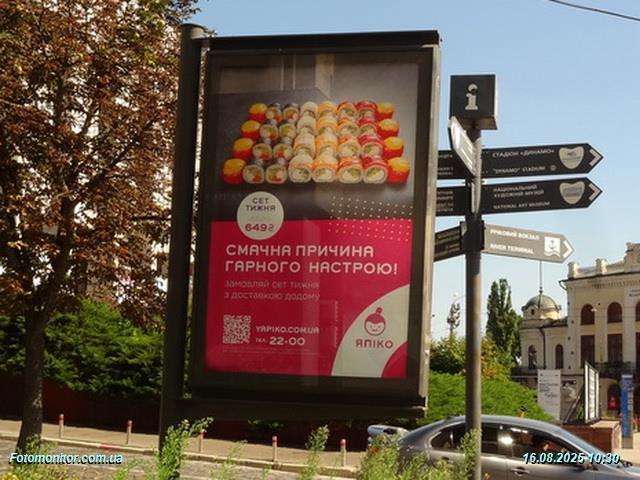 СЕТ
ТИЖНЯ
649₴
СМАЧНА ПРИЧИНА
ГАРНОГО НАСТРОЮ!
замовляй сет тижня
з доставкою додому
YAPIKO.COM.UA
тел. 22-00
ЯПІКО
i
СТАДІОН «ДИНАМО»
"DYNAMO" STADIUM
НАЦІОНАЛЬНИЙ
ХУДОЖНІЙ МУЗЕЙ
NATIONAL ART MUSEUM
РІЧКОВИЙ ВОКЗАЛ
RIVER TERMINAL
Fotomonitor.com.ua
16.08.2025 10:30